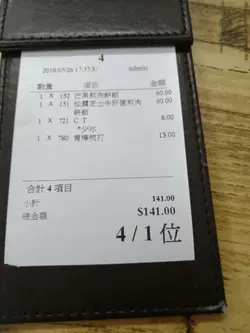 4
2018/05/26 17:37:3 admin
數量 項目 金額
1 X 152 芒果煎肉餅飯 60.00
1 X 151 松露芝士牛肝菌煎肉餅飯 60.00
1 X 721 C T 8.00
1 X 780 青檸梳打 13.00
合計 4 項目
小計 141.00
總金額 $141.00
4 / 1 位